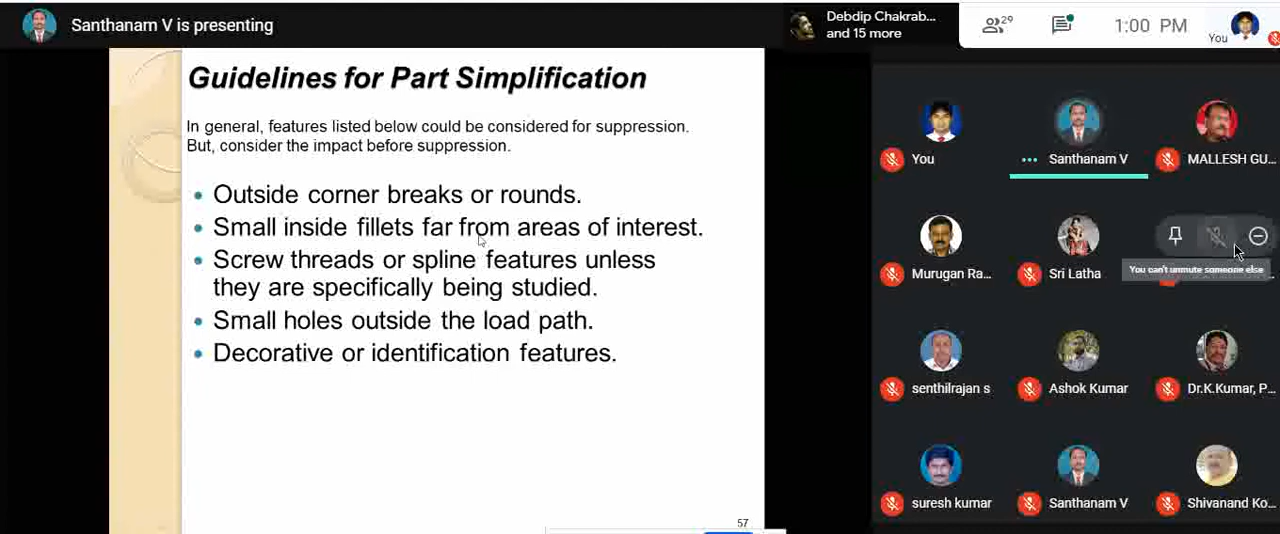 Santhanam V is presenting
Debdip Chakrab...
and 15 more
29
1:00 PM
You
Guidelines for Part Simplification
In general, features listed below could be considered for suppression.
But, consider the impact before suppression.
Outside corner breaks or rounds.
Small inside fillets far from areas of interest.
Screw threads or spline features unless
they are specifically being studied.
Small holes outside the load path.
Decorative or identification features.
57
You
Santhanam V
MALLESH GU...
Murugan Ra...
Sri Latha
You can't unmute someone else
senthilrajan s
Ashok Kumar
Dr.K.Kumar, P...
suresh kumar
Santhanam V
Shivanand Ko...